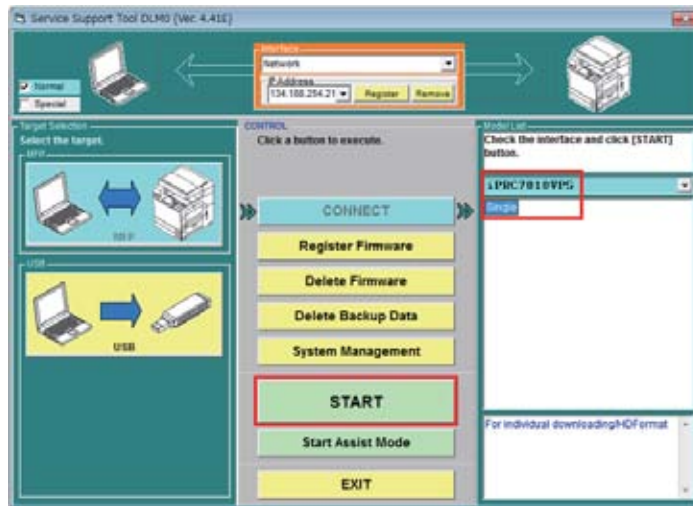 Service Support Tool DLM0 (Ver. 4.41E)
Interface
Network
IP Address
134.188.254.21
Register
Remove
Normal
Special
Target Selection
Select the target.
MFP
MFP
USB
USB
CONTROL
Click a button to execute.
CONNECT
Register Firmware
Delete Firmware
Delete Backup Data
System Management
START
Start Assist Mode
EXIT
Model List
Check the interface and click [START]
button.
iPRC7010VPS
Single
For individual downloading/HDFormat